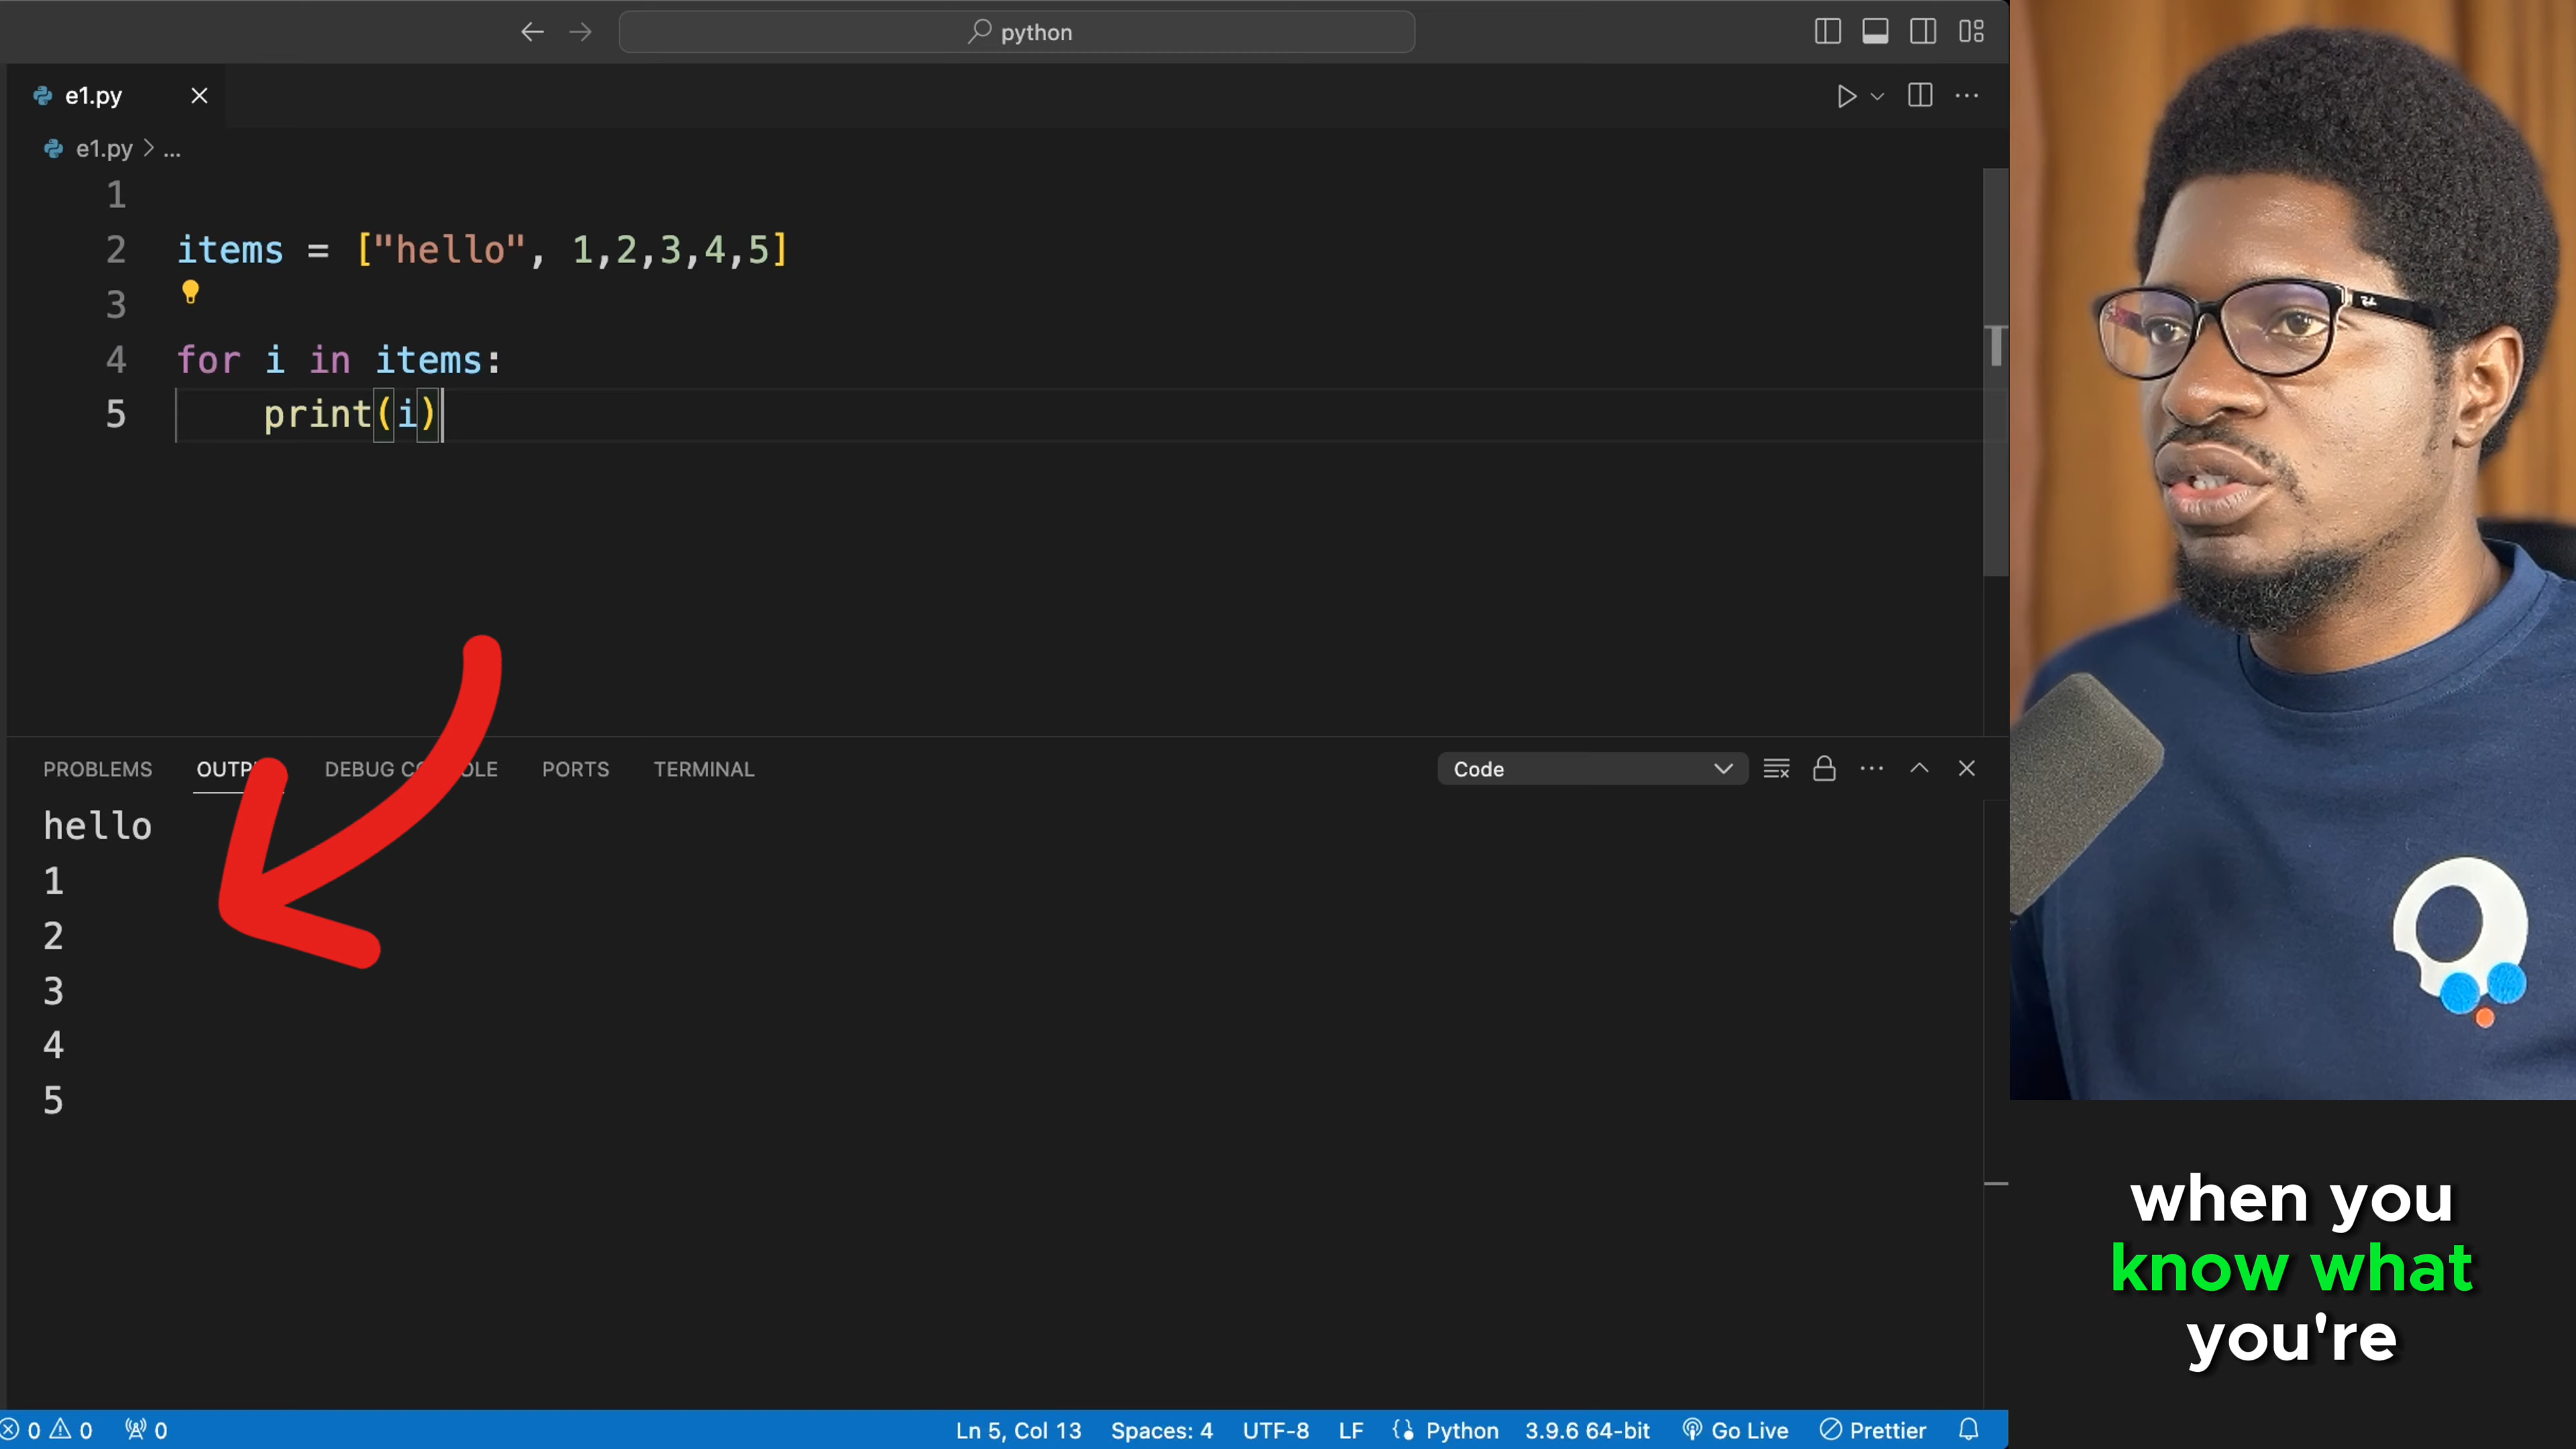 python
e1.py
e1.py > ...
1
2 items = ["hello", 1,2,3,4,5]
3
4 for i in items:
5 print(i)
PROBLEMS OUTP DEBUG CONSOLE PORTS TERMINAL Code
hello
1
2
3
4
5
0 0 0 Ln 5, Col 13 Spaces: 4 UTF-8 LF Python 3.9.6 64-bit Go Live Prettier
when you
know what
you're